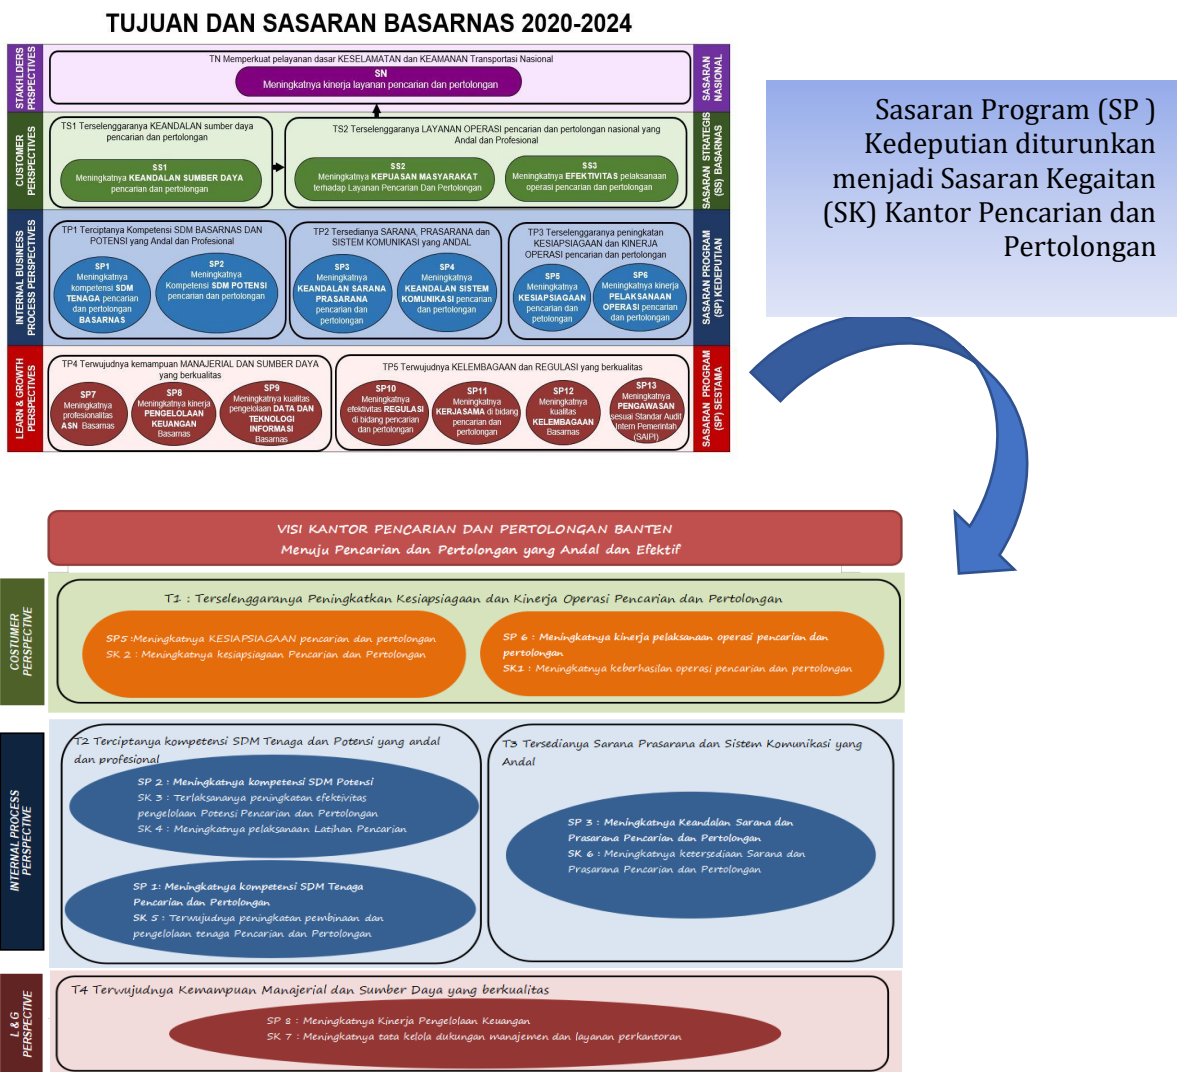 TUJUAN DAN SASARAN BASARNAS 2020-2024
STAKHLDERS
PRSPECTIVES
TN Memperkuat pelayanan dasar KESELAMATAN dan KEAMANAN Transportasi Nasional
SN
Meningkatnya kinerja layanan pencarian dan pertolongan
SASARAN
NASIONAL
CUSTOMER
PERSPECTIVES
TS1 Terselenggaranya KEANDALAN sumber daya
pencarian dan pertolongan
SS1
Meningkatnya KEANDALAN SUMBER DAYA
pencarian dan pertolongan
TS2 Terselenggaranya LAYANAN OPERASI pencarian dan pertolongan nasional yang
Andal dan Profesional
SS2
Meningkatnya KEPUASAN MASYARAKAT
terhadap Layanan Pencarian Dan Pertolongan
SS3
Meningkatnya EFEKTIVITAS pelaksanaan
operasi pencarian dan pertolongan
SASARAN STRATEGIS
(SS) BASARNAS
INTERNAL BUSINESS
PROCESS PERSPECTIVES
TP1 Terciptanya Kompetensi SDM BASARNAS DAN
POTENSI yang Andal dan Profesional
SP1
Meningkatnya
kompetensi SDM
TENAGA pencarian
dan pertolongan
BASARNAS
SP2
Meningkatnya
Kompetensi SDM POTENSI
pencarian dan pertolongan
TP2 Tersedianya SARANA, PRASARANA dan
SISTEM KOMUNIKASI yang ANDAL
SP3
Meningkatnya
KEANDALAN SARANA
PRASARANA
pencarian dan
pertolongan
SP4
Meningkatnya
KEANDALAN SISTEM
KOMUNIKASI pencarian
dan pertolongan
TP3 Terselenggaranya peningkatan
KESIAPSIAGAAN dan KINERJA
OPERASI pencarian dan pertolongan
SP5
Meningkatnya
KESIAPSIAGAAN
pencarian dan
petolongan
SP6
Meningkatnya kinerja
PELAKSANAAN
OPERASI pencarian
dan pertolongan
SASARAN PROGRAM
(SP) KEDEPUTIAN
LEARN & GROWTH
PERSPECTIVES
TP4 Terwujudnya kemampuan MANAJERIAL DAN SUMBER DAYA
yang berkualitas
SP7
Meningkatnya
profesionalitas
ASN Basarnas
SP8
Meningkatnya kinerja
PENGELOLAAN
KEUANGAN
Basarnas
SP9
Meningkatnya kualitas
pengelolaan DATA DAN
TEKNOLOGI
INFORMASI
Basarnas
TP5 Terwujudnya KELEMBAGAAN dan REGULASI yang berkualitas
SP10
Meningkatnya
efektivitas REGULASI
di bidang pencarian
dan pertolongan
SP11
Meningkatnya
KERJASAMA di bidang
pencarian dan
pertolongan
SP12
Meningkatnya
kualitas
KELEMBAGAAN
Basarnas
SP13
Meningkatnya
PENGAWASAN
sesuai Standar Audit
Intern Pemerintah
(SAIPI)
SASARAN PROGRAM
(SP) SESTAMA
Sasaran Program (SP )
Kedeputian diturunkan
menjadi Sasaran Kegaitan
(SK) Kantor Pencarian dan
Pertolongan
VISI KANTOR PENCARIAN DAN PERTOLONGAN BANTEN
Menuju Pencarian dan Pertolongan yang Andal dan Efektif
COSTUMER
PERSPECTIVE
T1 : Terselenggaranya Peningkatkan Kesiapsiagaan dan Kinerja Operasi Pencarian dan Pertolongan
SP5 :Meningkatnya KESIAPSIAGAAN pencarian dan pertolongan
SK 2 : Meningkatnya kesiapsiagaan Pencarian dan Pertolongan
SP 6 : Meningkatnya kinerja pelaksanaan operasi pencarian dan
pertolongan
SK1 : Meningkatnya keberhasilan operasi pencarian dan pertolongan
INTERNAL PROCESS
PERSPECTIVE
T2 Terciptanya kompetensi SDM Tenaga dan Potensi yang andal
dan profesional
SP 2 : Meningkatnya kompetensi SDM Potensi
SK 3 : Terlaksananya peningkatan efektivitas
pengelolaan Potensi Pencarian dan Pertolongan
SK 4 : Meningkatnya pelaksanaan Latihan Pencarian
SP 1: Meningkatnya kompetensi SDM Tenaga
Pencarian dan Pertolongan
SK 5 : Terwujudnya peningkatan pembinaan dan
pengelolaan tenaga Pencarian dan Pertolongan
T3 Tersedianya Sarana Prasarana dan Sistem Komunikasi yang
Andal
SP 3 : Meningkatnya Keandalan Sarana dan
Prasarana Pencarian dan Pertolongan
SK 6 : Meningkatnya ketersediaan Sarana dan
Prasarana Pencarian dan Pertolongan
L & G
PERSPECTIVE
T4 Terwujudnya Kemampuan Manajerial dan Sumber Daya yang berkualitas
SP 8 : Meningkatnya Kinerja Pengelolaan Keuangan
SK 7 : Meningkatnya tata kelola dukungan manajemen dan layanan perkantoran